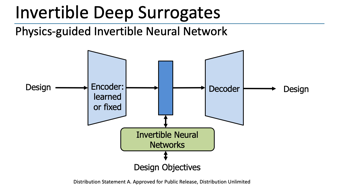 Invertible Deep Surrogates
Physics-guided Invertible Neural Network
Design
Encoder:
learned
or fixed
Decoder
Design
Invertible Neural
Networks
Design Objectives
Distribution Statement A. Approved for Public Release, Distribution Unlimited